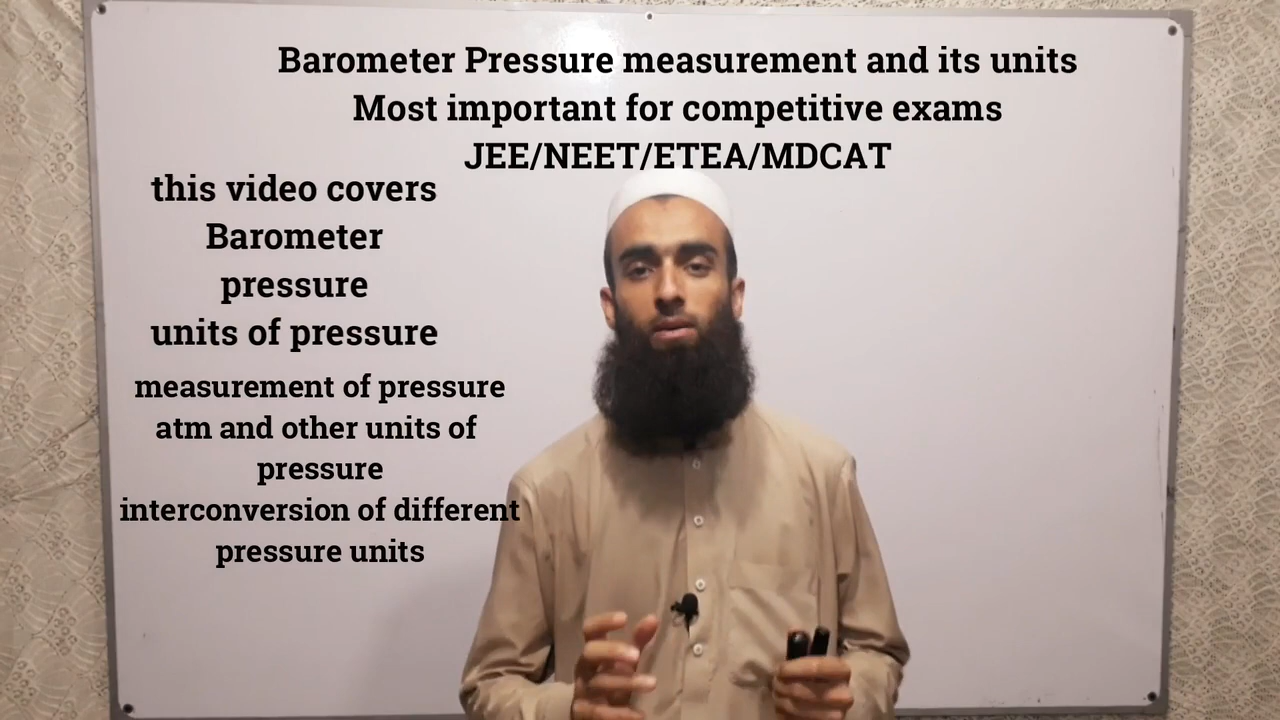 Barometer Pressure measurement and its units
Most important for competitive exams
JEE/NEET/ETEA/MDCAT
this video covers
Barometer
pressure
units of pressure
measurement of pressure
atm and other units of
pressure
interconversion of different
pressure units